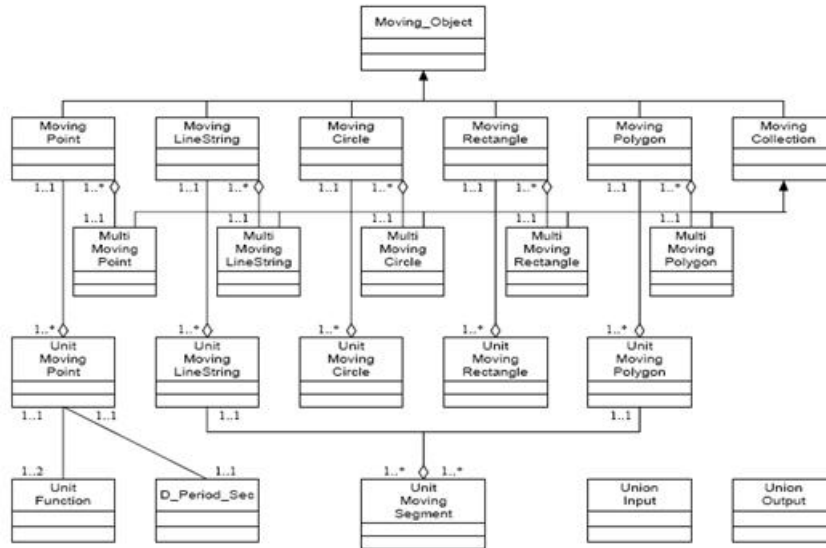 Moving_Object
Moving
Point
Moving
LineString
Moving
Circle
Moving
Rectangle
Moving
Polygon
Moving
Collection
1..1
1..*
1..1
1..*
1..1
1..*
1..1
1..*
1..1
1..*
1..1
1..1
1..1
1..1
1..1
Multi
Moving
Point
Multi
Moving
LineString
Multi
Moving
Circle
Multi
Moving
Rectangle
Multi
Moving
Polygon
1..*
1..*
1..*
1..*
1..*
Unit
Moving
Point
Unit
Moving
LineString
Unit
Moving
Circle
Unit
Moving
Rectangle
Unit
Moving
Polygon
1..1
1..1
1..1
1..1
1..2
1..1
1..*
1..*
Unit
Function
D_Period_Sec
Unit
Moving
Segment
Union
Input
Union
Output